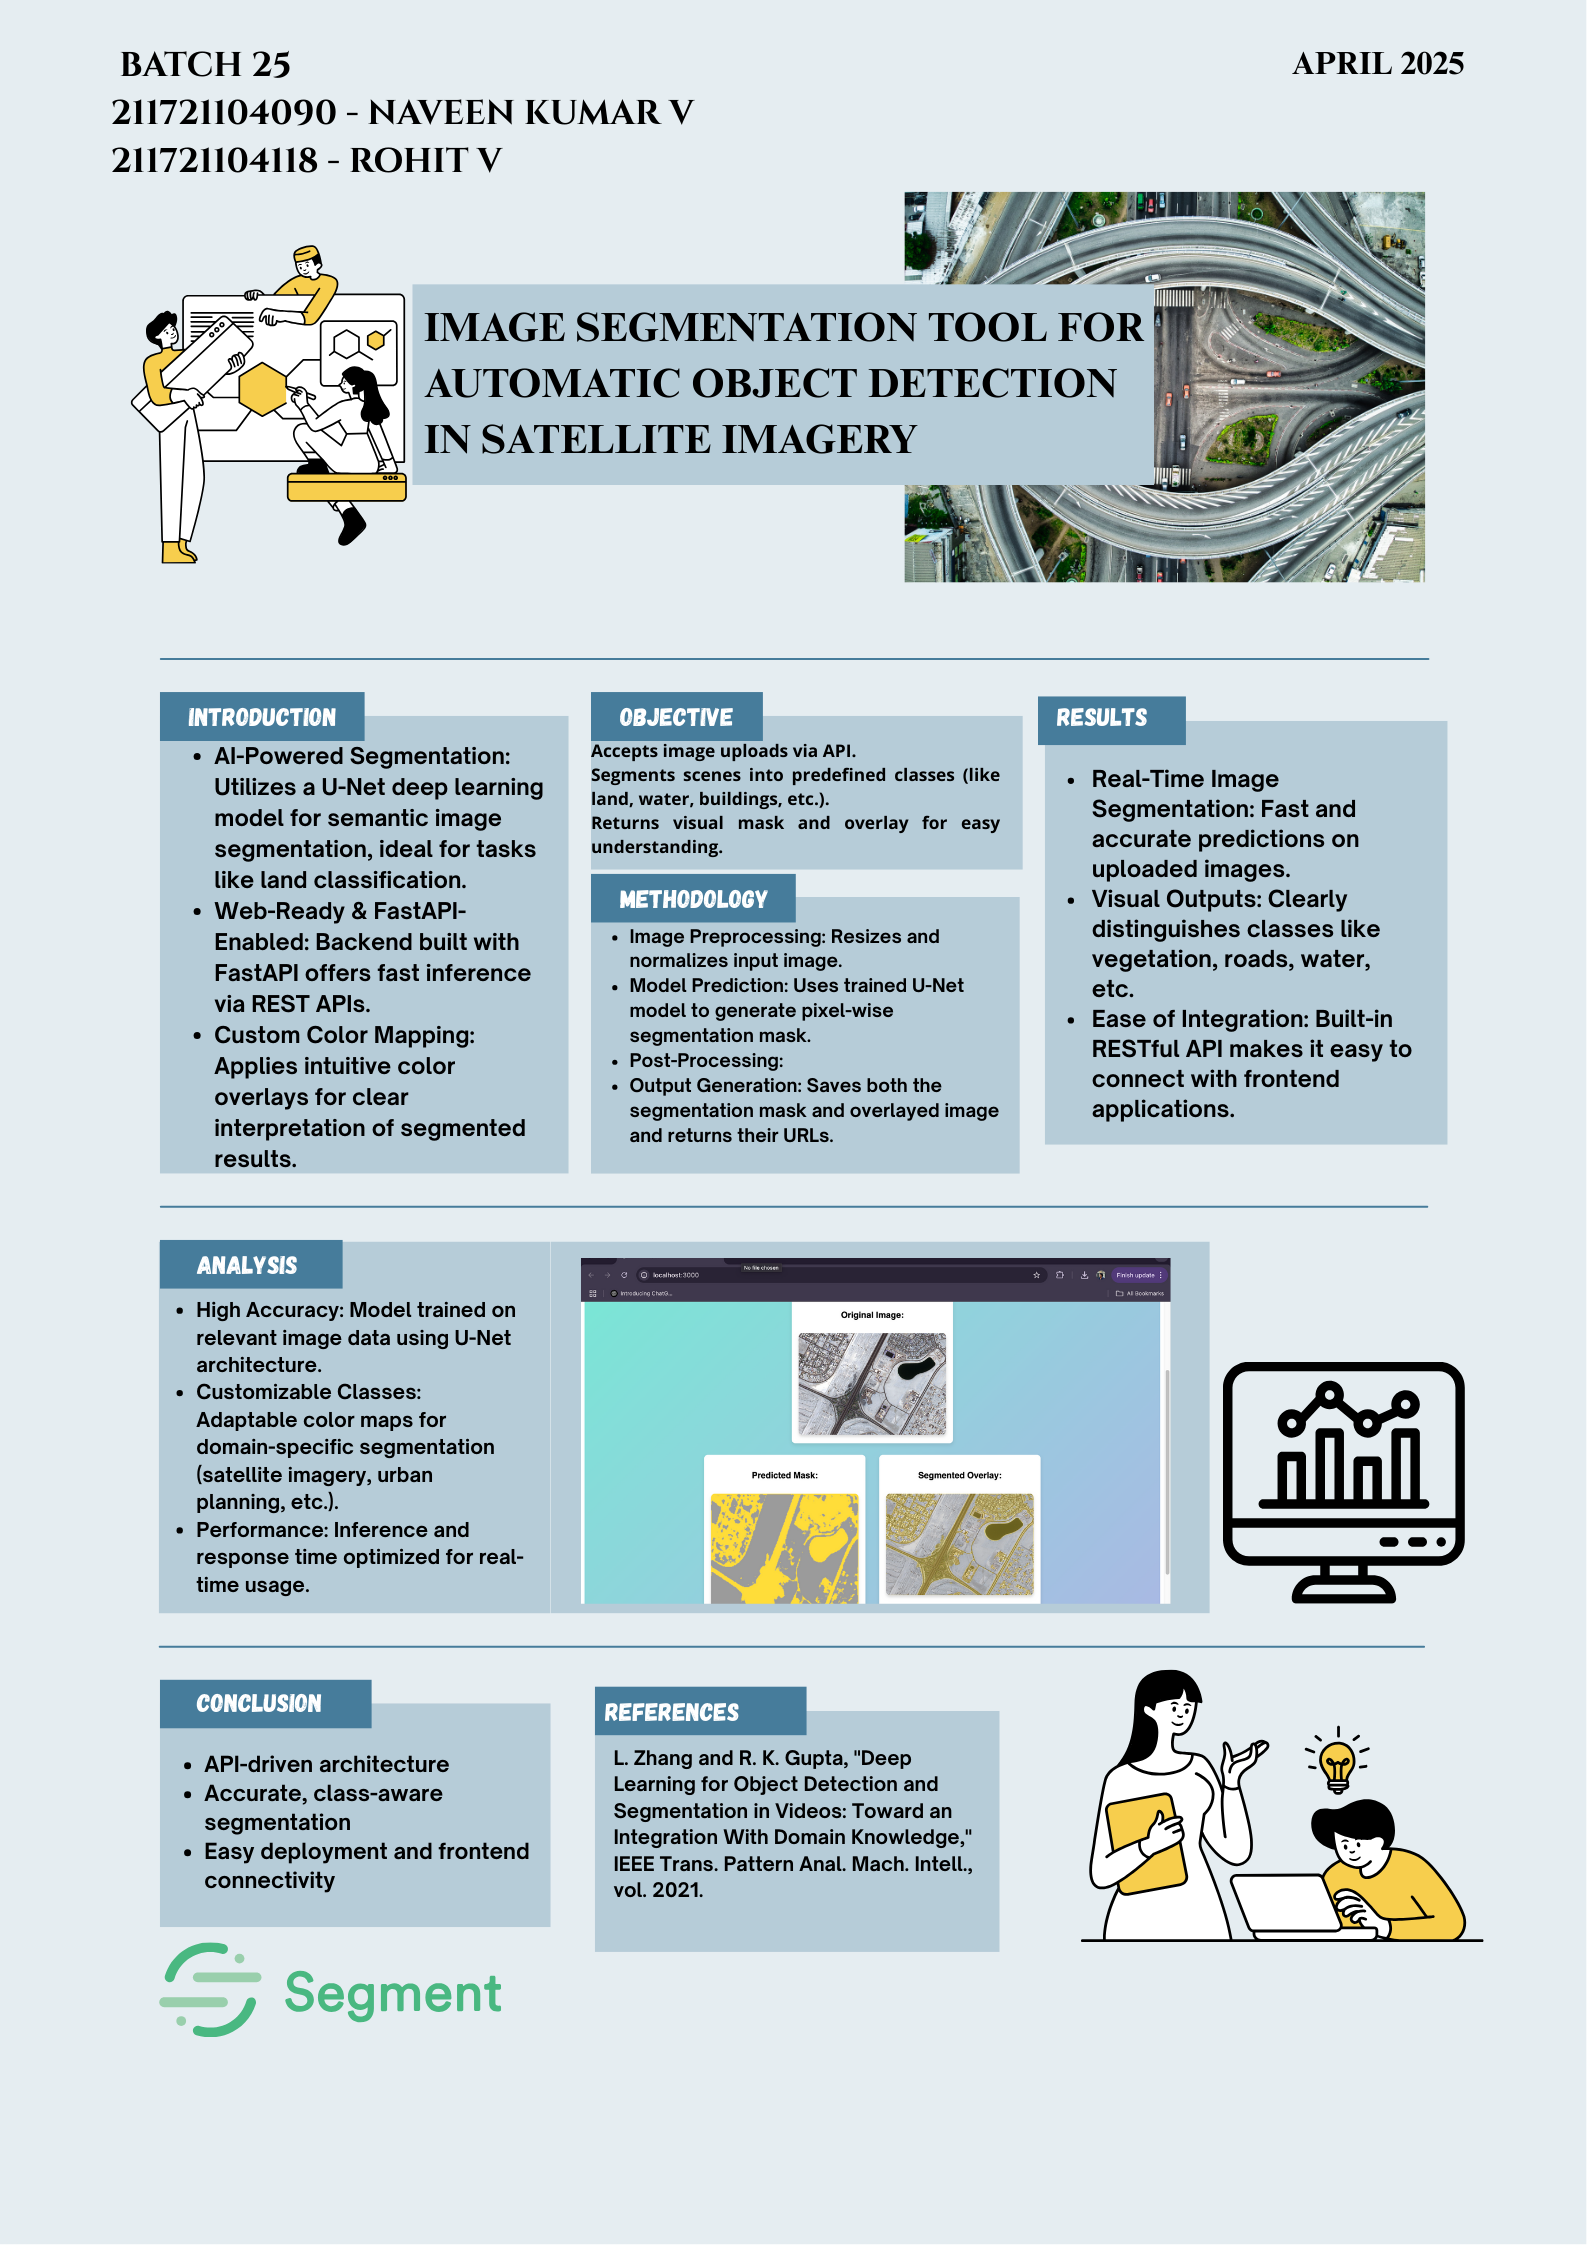 BATCH 25
211721104090 - NAVEEN KUMAR V
211721104118 - ROHIT V
APRIL 2025
IMAGE SEGMENTATION TOOL FOR
AUTOMATIC OBJECT DETECTION
IN SATELLITE IMAGERY
INTRODUCTION
• AI-Powered Segmentation:
Utilizes a U-Net deep learning
model for semantic image
segmentation, ideal for tasks
like land classification.
• Web-Ready & FastAPI-
Enabled: Backend built with
FastAPI offers fast inference
via REST APIs.
• Custom Color Mapping:
Applies intuitive color
overlays for clear
interpretation of segmented
results.
OBJECTIVE
Accepts image uploads via API.
Segments scenes into predefined classes (like
land, water, buildings, etc.).
Returns visual mask and overlay for easy
understanding.
METHODOLOGY
• Image Preprocessing: Resizes and
normalizes input image.
• Model Prediction: Uses trained U-Net
model to generate pixel-wise
segmentation mask.
• Post-Processing:
• Output Generation: Saves both the
segmentation mask and overlayed image
and returns their URLs.
RESULTS
• Real-Time Image
Segmentation: Fast and
accurate predictions on
uploaded images.
• Visual Outputs: Clearly
distinguishes classes like
vegetation, roads, water,
etc.
• Ease of Integration: Built-in
RESTful API makes it easy to
connect with frontend
applications.
ANALYSIS
• High Accuracy: Model trained on
relevant image data using U-Net
architecture.
• Customizable Classes:
Adaptable color maps for
domain-specific segmentation
(satellite imagery, urban
planning, etc.).
• Performance: Inference and
response time optimized for real-
time usage.
No file chosen
localhost:3000
Finish update
Introducing ChatG...
All Bookmarks
Original Image:
Predicted Mask:
Segmented Overlay:
CONCLUSION
• API-driven architecture
• Accurate, class-aware
segmentation
• Easy deployment and frontend
connectivity
REFERENCES
L. Zhang and R. K. Gupta, "Deep
Learning for Object Detection and
Segmentation in Videos: Toward an
Integration With Domain Knowledge,"
IEEE Trans. Pattern Anal. Mach. Intell.,
vol. 2021.
Segment